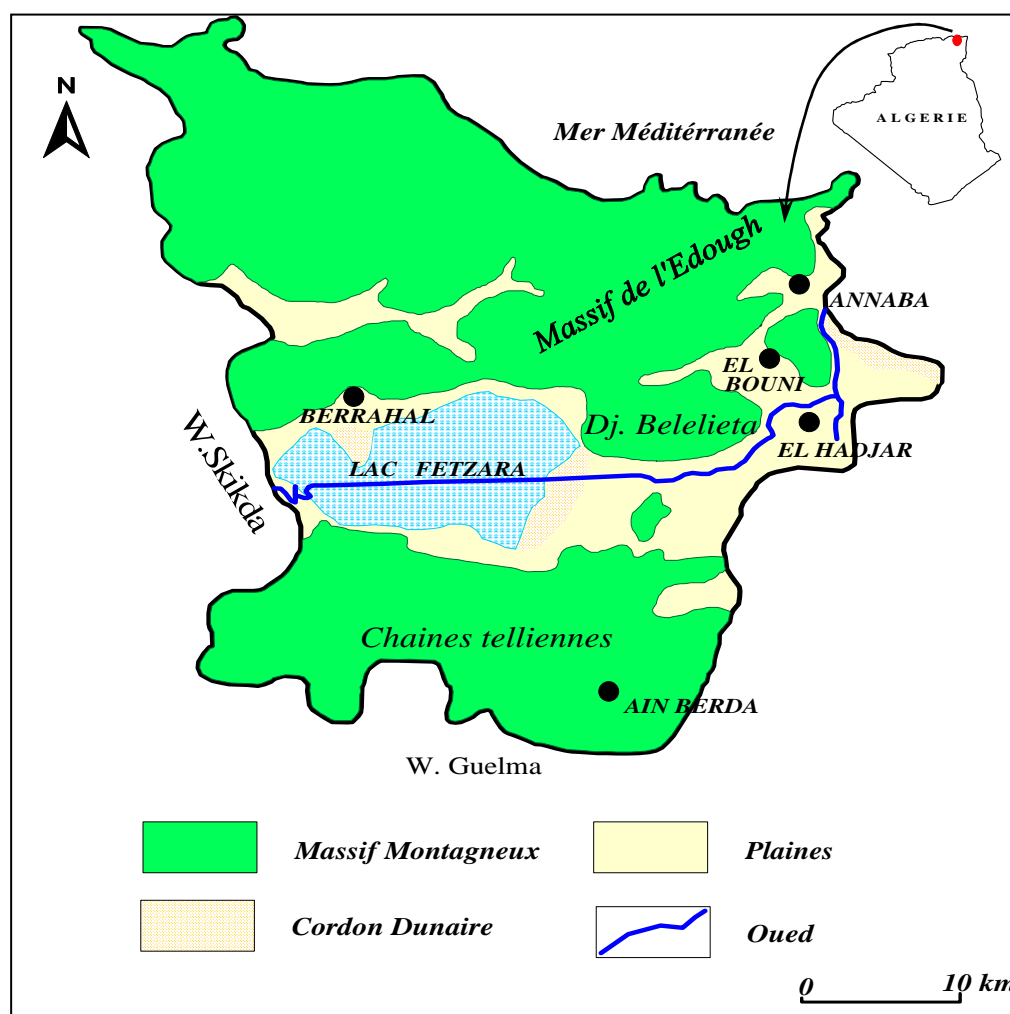 N
ALGERIE
Mer Méditérranée
Massif de l'Edough
ANNABA
EL
BOUNI
BERRAHAL
Dj. Belelieta
EL HADJAR
LAC FETZARA
W.Skikda
Chaines telliennes
AIN BERDA
W. Guelma
Massif Montagneux
Plaines
Cordon Dunaire
Oued
0
10 km